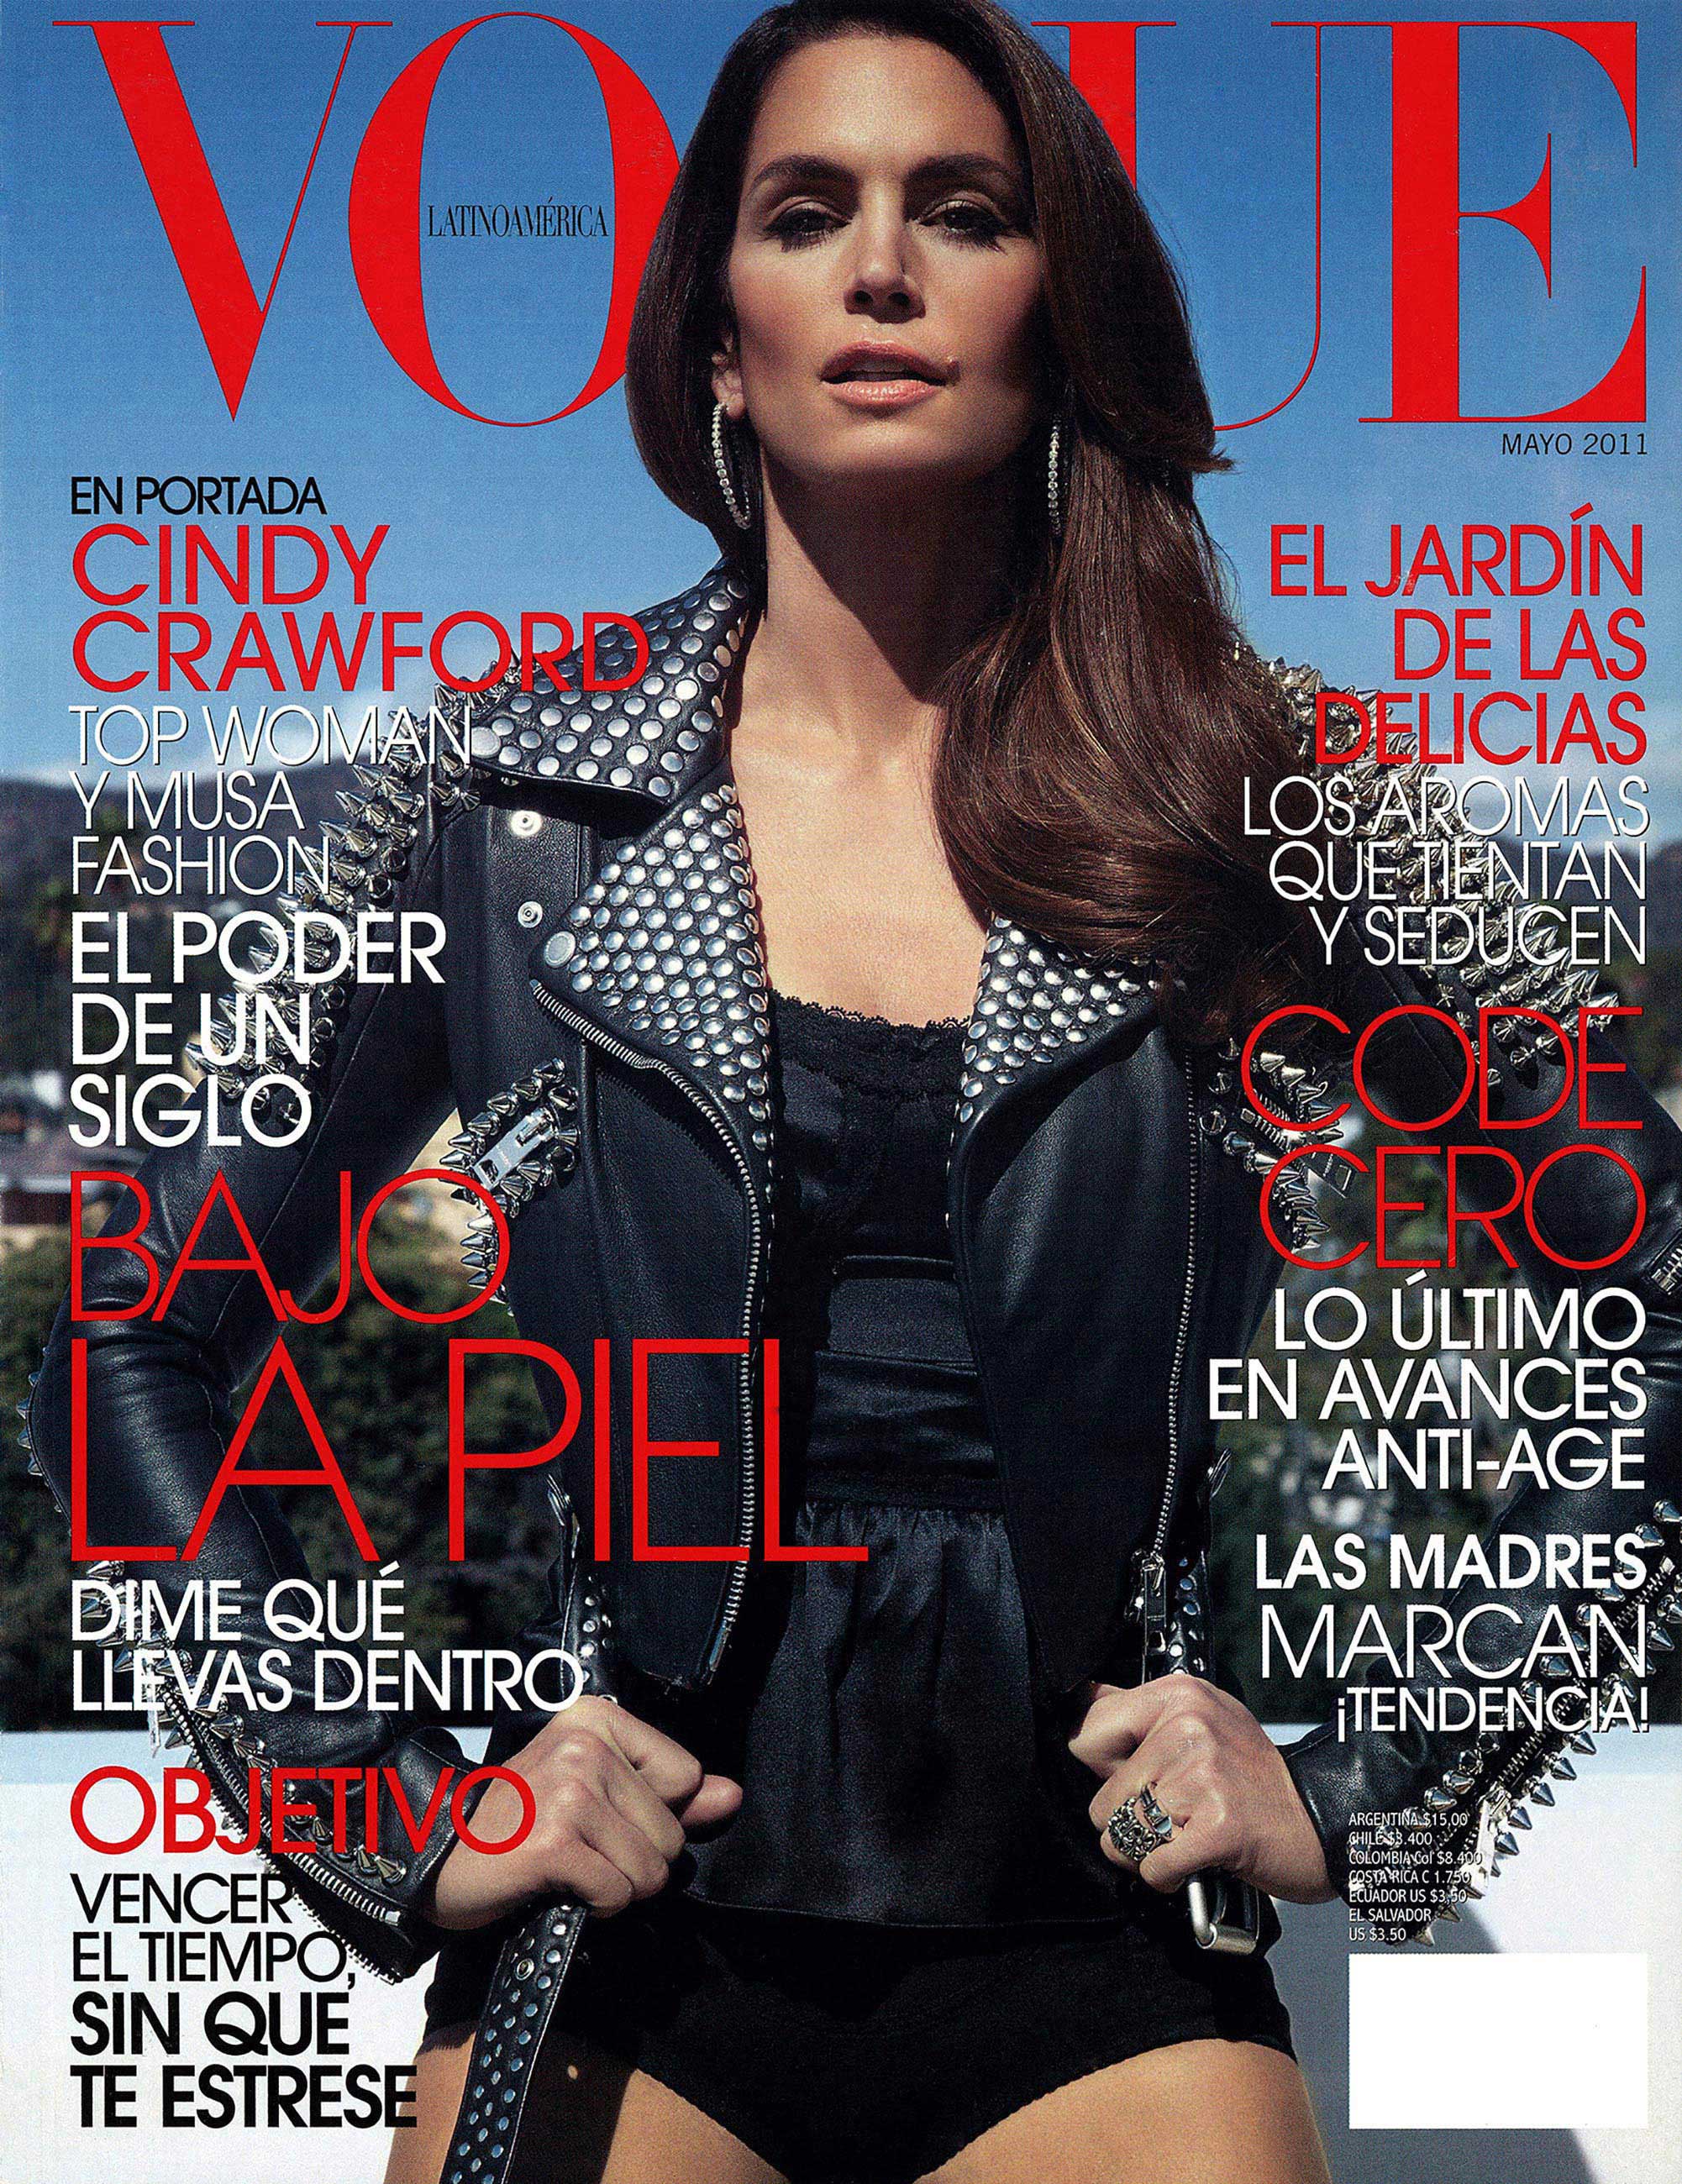 VOGUE
LATINOAMÉRICA
MAYO 2011
EN PORTADA
CINDY
CRAWFORD
TOP WOMAN
Y MUSA
FASHION
EL PODER
DE UN
SIGLO
BAJO
LA PIEL
DIME QUÉ
LLEVAS DENTRO
OBJETIVO
VENCER
EL TIEMPO,
SIN QUE
TE ESTRESE
EL JARDÍN
DE LAS
DELICIAS
LOS AROMAS
QUE TIENTAN
Y SEDUCEN
CODE
CERO
LO ÚLTIMO
EN AVANCES
ANTI-AGE
LAS MADRES
MARCAN
¡TENDENCIA!
ARGENTINA $15,00
CHILE $3.400
COLOMBIA Col $8.400
COSTA RICA C 1.750
ECUADOR US $3,50
EL SALVADOR
US $3.50